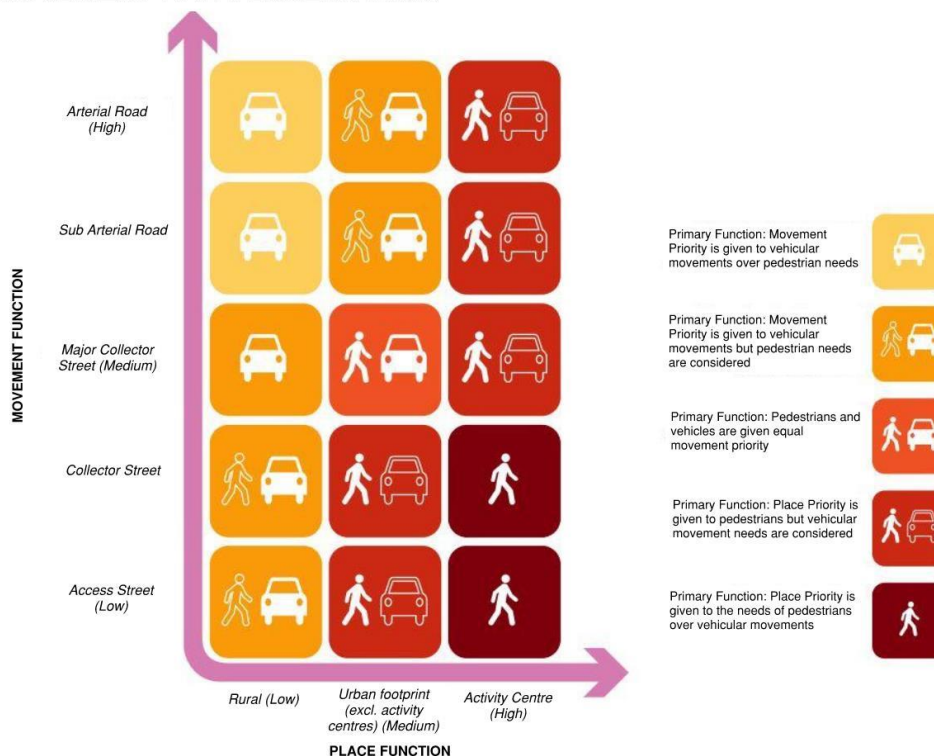 Arterial Road
(High)
Sub Arterial Road
Major Collector
Street (Medium)
Collector Street
Access Street
(Low)
MOVEMENT FUNCTION
Rural (Low)
Urban footprint
(excl. activity
centres) (Medium)
Activity Centre
(High)
PLACE FUNCTION
Primary Function: Movement
Priority is given to vehicular
movements over pedestrian needs
Primary Function: Movement
Priority is given to vehicular
movements but pedestrian needs
are considered
Primary Function: Pedestrians and
vehicles are given equal
movement priority
Primary Function: Place Priority is
given to pedestrians but vehicular
movement needs are considered
Primary Function: Place Priority is
given to the needs of pedestrians
over vehicular movements